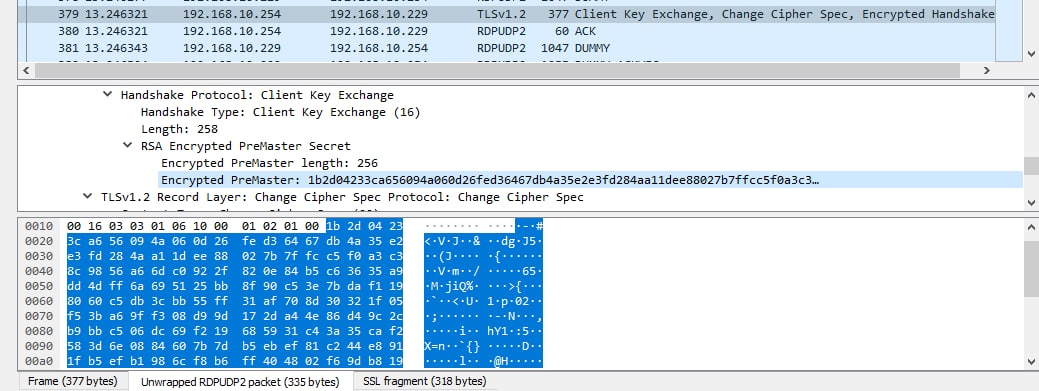 379 13.246321 192.168.10.254 192.168.10.229 TLSv1.2 377 Client Key Exchange, Change Cipher Spec, Encrypted Handshake
380 13.246321 192.168.10.254 192.168.10.229 RDPUDP2 60 ACK
381 13.246343 192.168.10.229 192.168.10.254 RDPUDP2 1047 DUMMY
Handshake Protocol: Client Key Exchange
Handshake Type: Client Key Exchange (16)
Length: 258
RSA Encrypted PreMaster Secret
Encrypted PreMaster length: 256
Encrypted PreMaster: 1b2d04233ca656094a060d26fed36467db4a35e2e3fd284aa11dee88027b7ffcc5f0a3c3…
TLSv1.2 Record Layer: Change Cipher Spec Protocol: Change Cipher Spec
0010 00 16 03 03 01 06 10 00 01 02 01 00 1b 2d 04 23 ········ ·····-·#
0020 3c a6 56 09 4a 06 0d 26 fe d3 64 67 db 4a 35 e2 <·V·J··& ··dg·J5·
0030 e3 fd 28 4a a1 1d ee 88 02 7b 7f fc c5 f0 a3 c3 ··(J···· ·{······
0040 8c 98 56 a6 6d c0 92 2f 82 0e 84 b5 c6 36 35 a9 ··V·m··/ ·····65·
0050 dd 4d ff 6a 69 51 25 bb 8f 90 c5 3e 7b da f1 19 ·M·jiQ%· ···>{···
0060 80 60 c5 db 3c bb 55 ff 31 af 70 8d 30 32 1f 05 ·`··<·U· 1·p·02··
0070 f5 3b a6 9f f3 08 d9 9d 17 2d a4 4e 86 d4 9c 2c ·;······ ·-·N···,
0080 b9 bb c5 06 dc 69 f2 19 68 59 31 c4 3a 35 ca f2 ·····i·· hY1·:5··
0090 58 3d 6e 08 84 60 7b 7d b5 eb ef 81 c2 44 e8 91 X=n··`{} ·····D··
00a0 1f b5 ef b1 98 6c f8 b6 ff 40 48 02 f6 9d b8 19 ·····l·· ·@H·····
Frame (377 bytes) Unwrapped RDPUDP2 packet (335 bytes) SSL fragment (318 bytes)